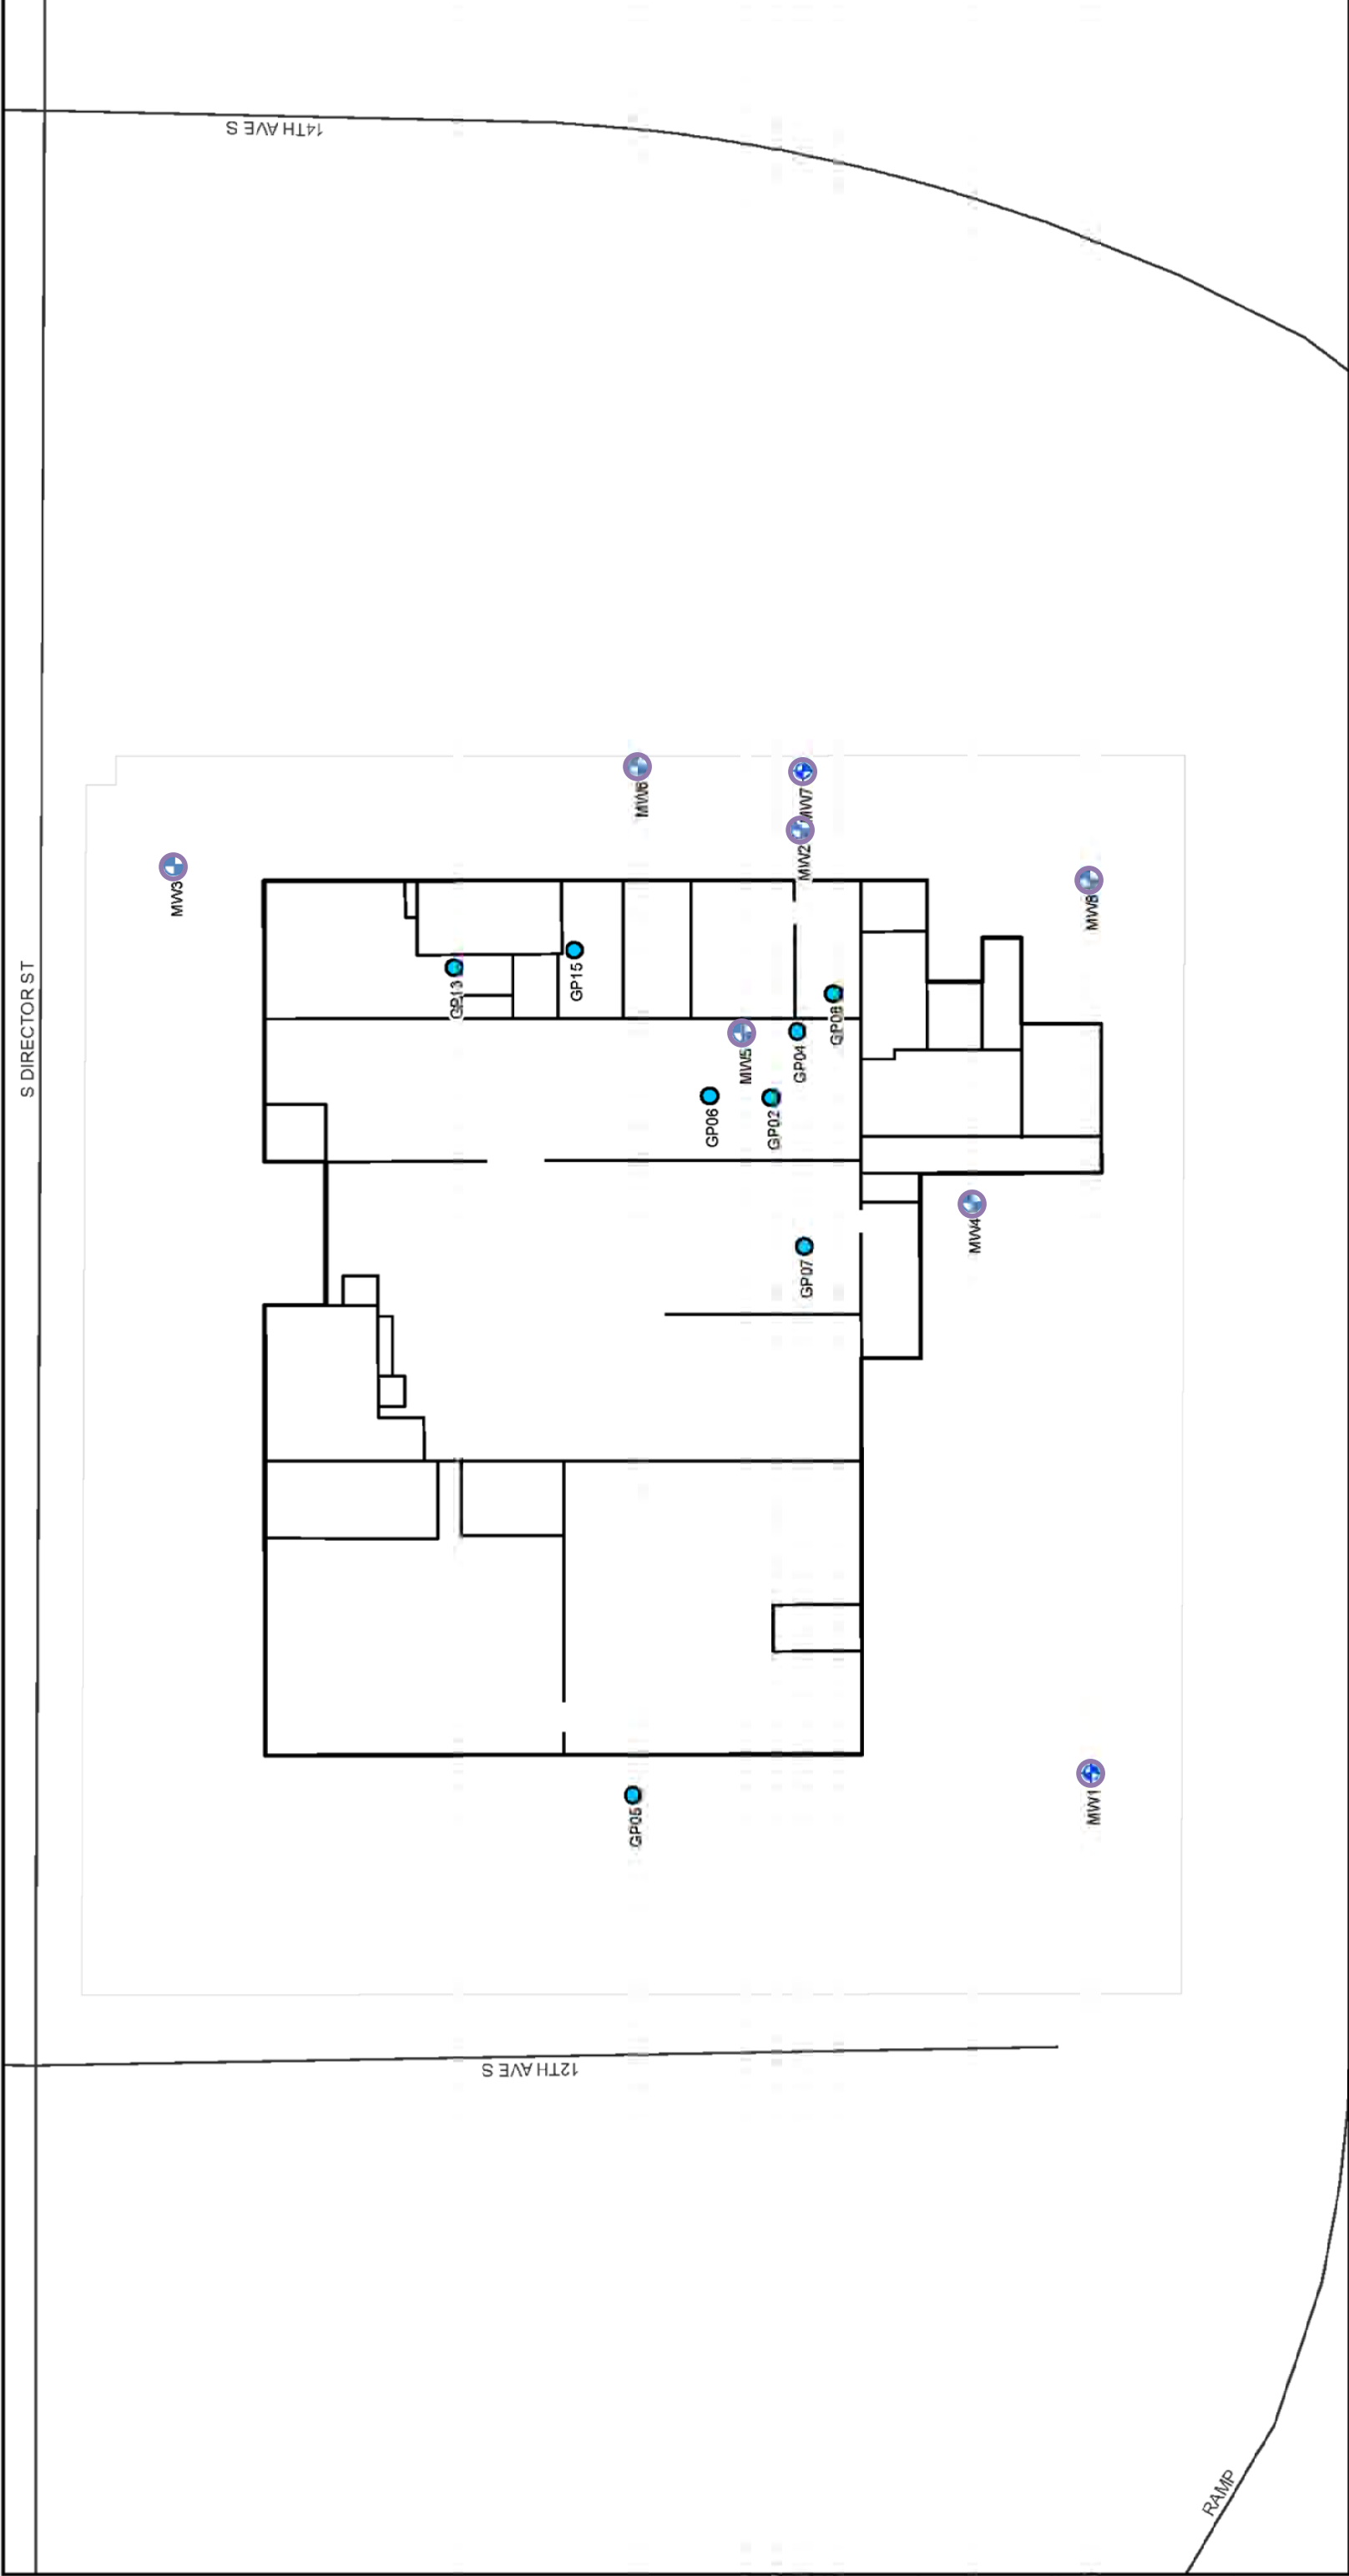 14TH AVE S
S DIRECTOR ST
MW3
MW6
MW7
MW2
MW8
GP13
GP15
GP08
MW5
GP04
GP06
GP02
MW4
GP07
GP05
MW1
12TH AVE S
RAMP